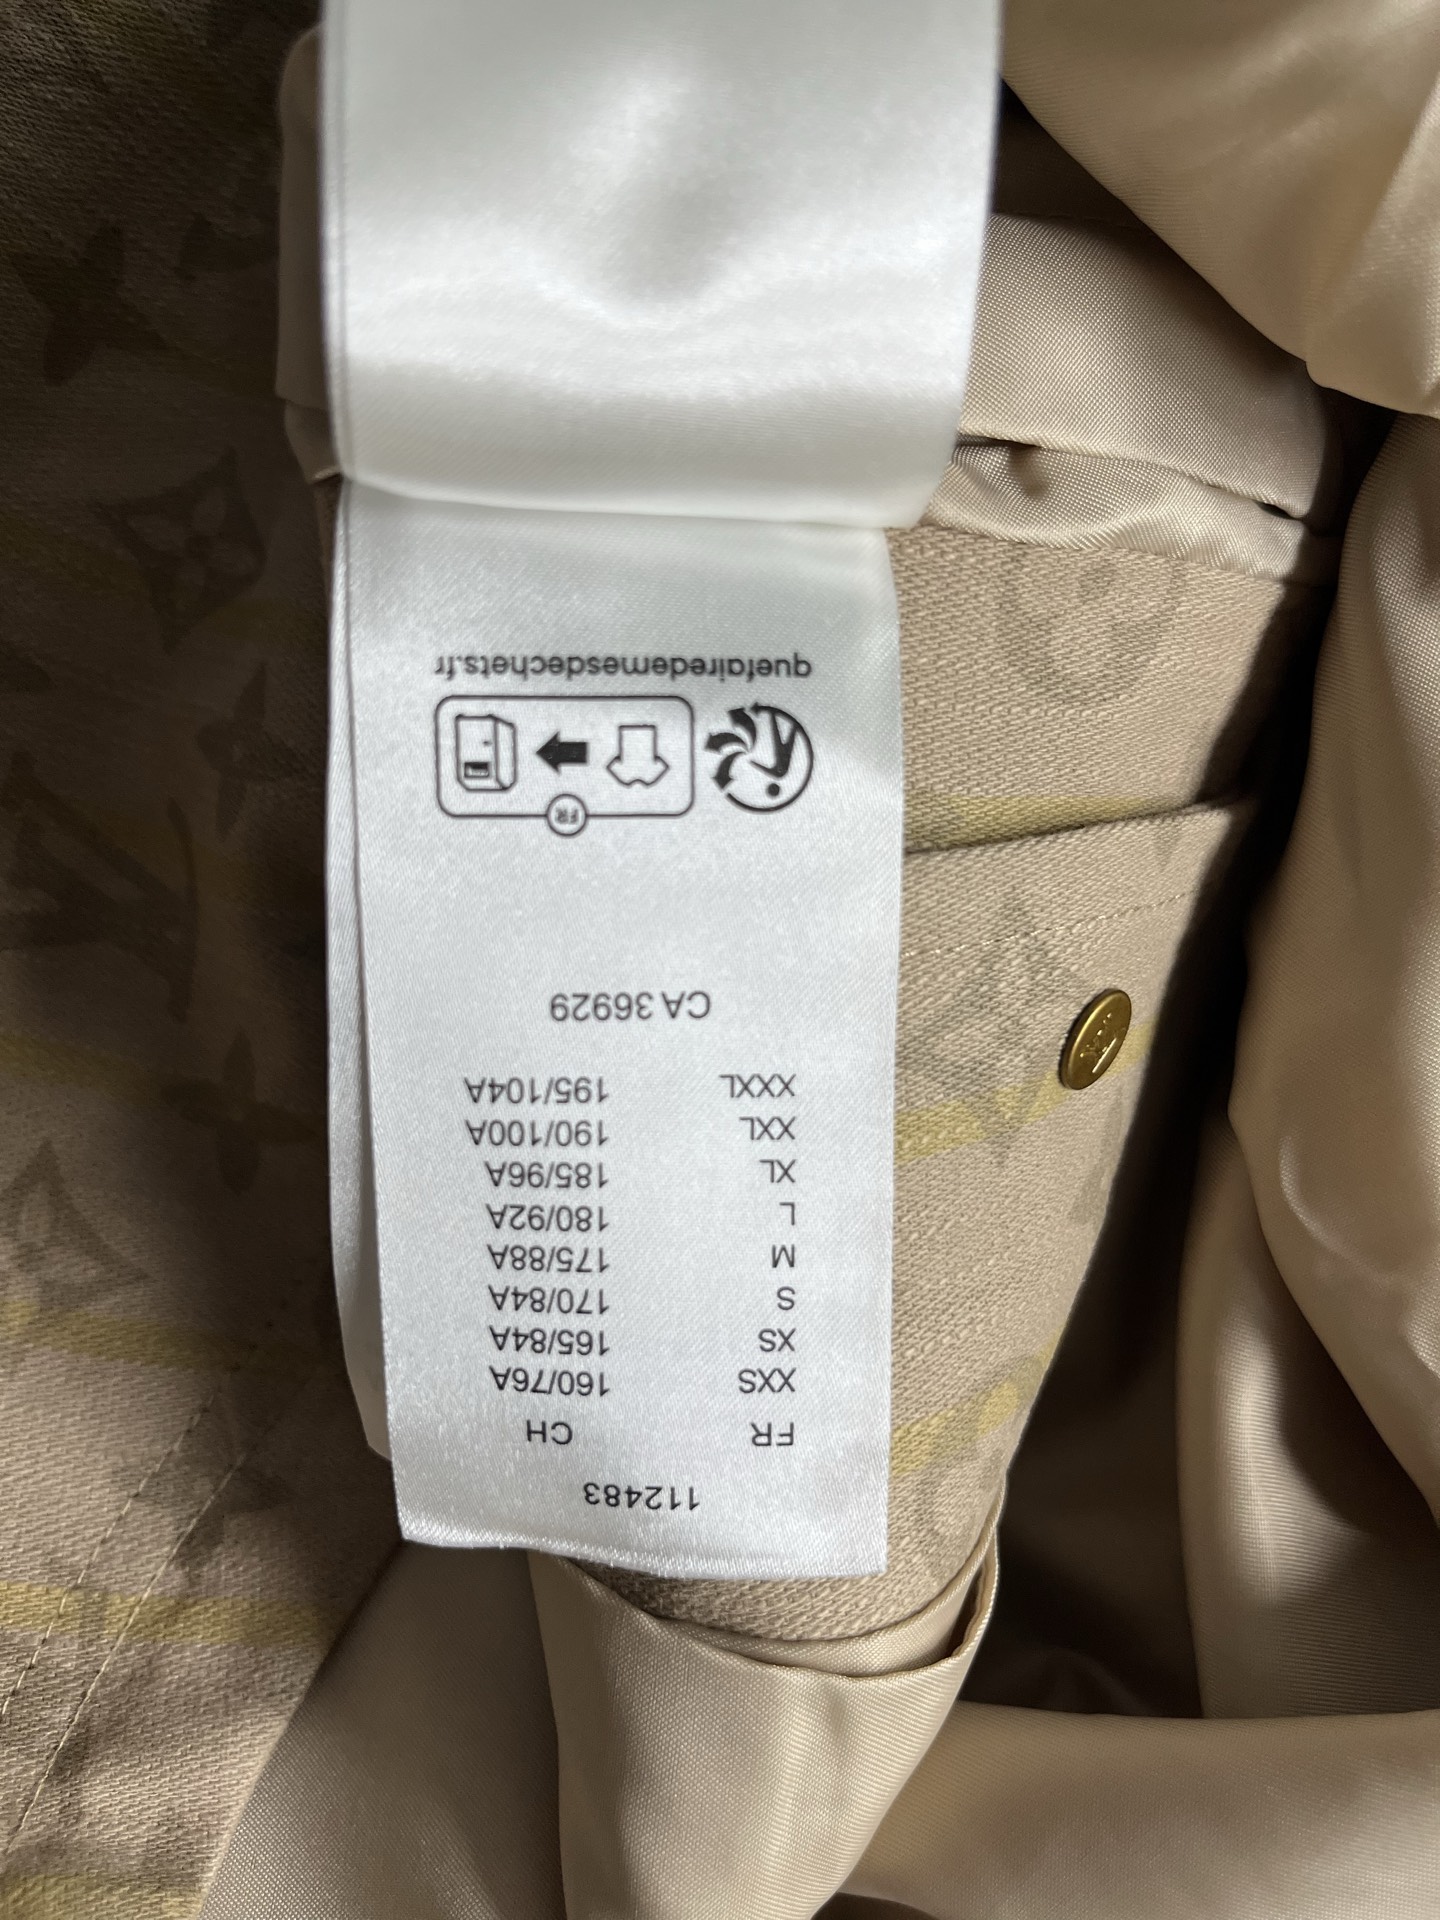 112483
FR CH
XXS 160/76A
XS 165/84A
S 170/84A
M 175/88A
L 180/92A
XL 185/96A
XXL 190/100A
XXXL 195/104A
CA 36929
FR
quefairedemesdechets.fr